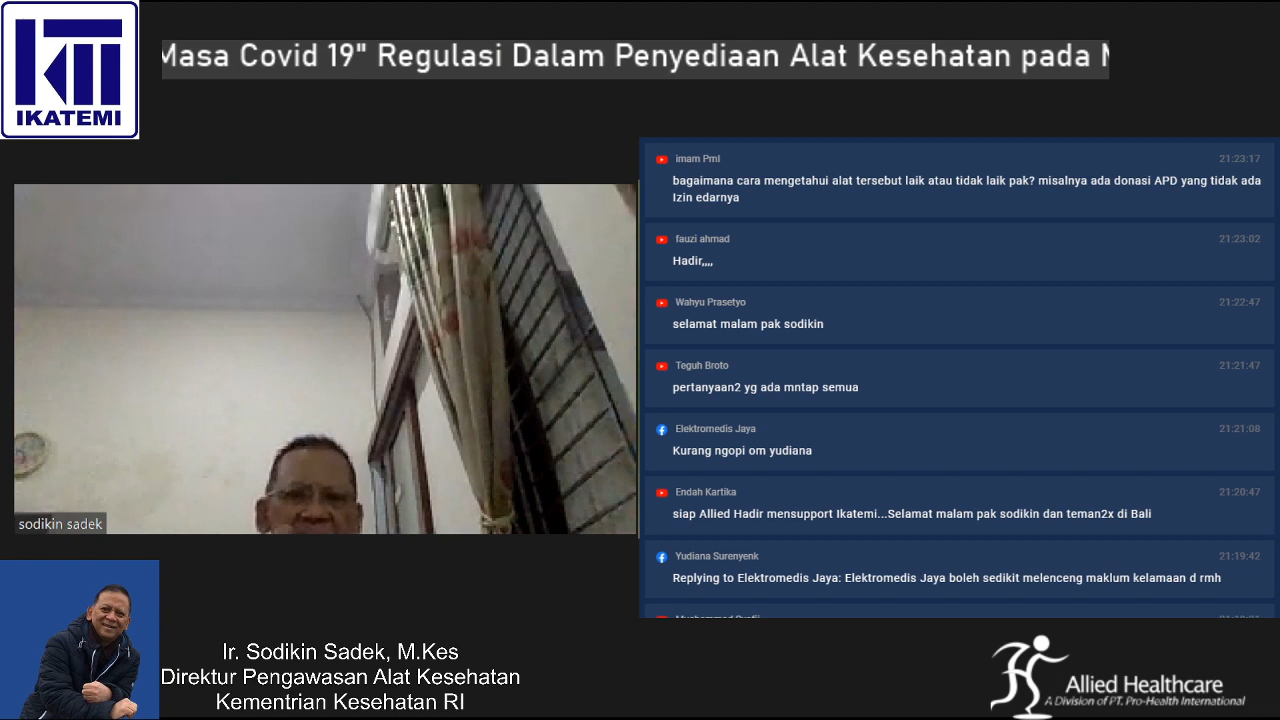 IKATEMI
Masa Covid 19" Regulasi Dalam Penyediaan Alat Kesehatan pada
imam Pml 21:23:17
bagaimana cara mengetahui alat tersebut laik atau tidak laik pak? misalnya ada donasi APD yang tidak ada
Izin edarnya
fauzi ahmad 21:23:02
Hadir,,,,
Wahyu Prasetyo 21:22:47
selamat malam pak sodikin
Teguh Broto 21:21:47
pertanyaan2 yg ada mntap semua
Elektromedis Jaya 21:21:08
Kurang ngopi om yudiana
Endah Kartika 21:20:47
siap Allied Hadir mensupport Ikatemi...Selamat malam pak sodikin dan teman2x di Bali
Yudiana Surenyenk 21:19:42
Replying to Elektromedis Jaya: Elektromedis Jaya boleh sedikit melenceng maklum kelamaan d rmh
sodikin sadek
Ir. Sodikin Sadek, M.Kes
Direktur Pengawasan Alat Kesehatan
Kementrian Kesehatan RI
Allied Healthcare
A Division of PT. Pro-Health International